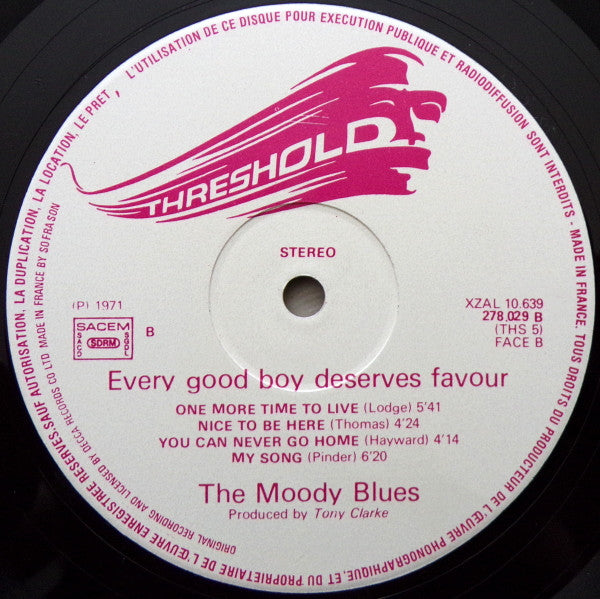 L'UTILISATION DE CE DISQUE POUR EXECUTION PUBLIQUE ET RADIODIFFUSION SONT INTERDITS - MADE IN FRANCE. TOUS DROITS DU PRODUCTEUR DE L'ŒUVRE PHONOGRAPHIQUE.ET DU PROPRIETAIRE DE L'ŒUVRE ENREGISTREE RESERVES.SAUF AUTORISATION. LA DUPLICATION, LA LOCATION, LE PRET,
ORIGINAL RECORDING AND LICENSED BY DECCA RECORDS CO LTD MADE IN FRANCE BY SOFRASON
THRESHOLD
STEREO
(P) 1971
XZAL 10.639
278.029 B
(THS 5)
FACE B
SACEM
SACD
SDRM
SGDL
B
Every good boy deserves favour
ONE MORE TIME TO LIVE (Lodge) 5'41
NICE TO BE HERE (Thomas) 4'24
YOU CAN NEVER GO HOME (Hayward) 4'14
MY SONG (Pinder) 6'20
The Moody Blues
Produced by Tony Clarke